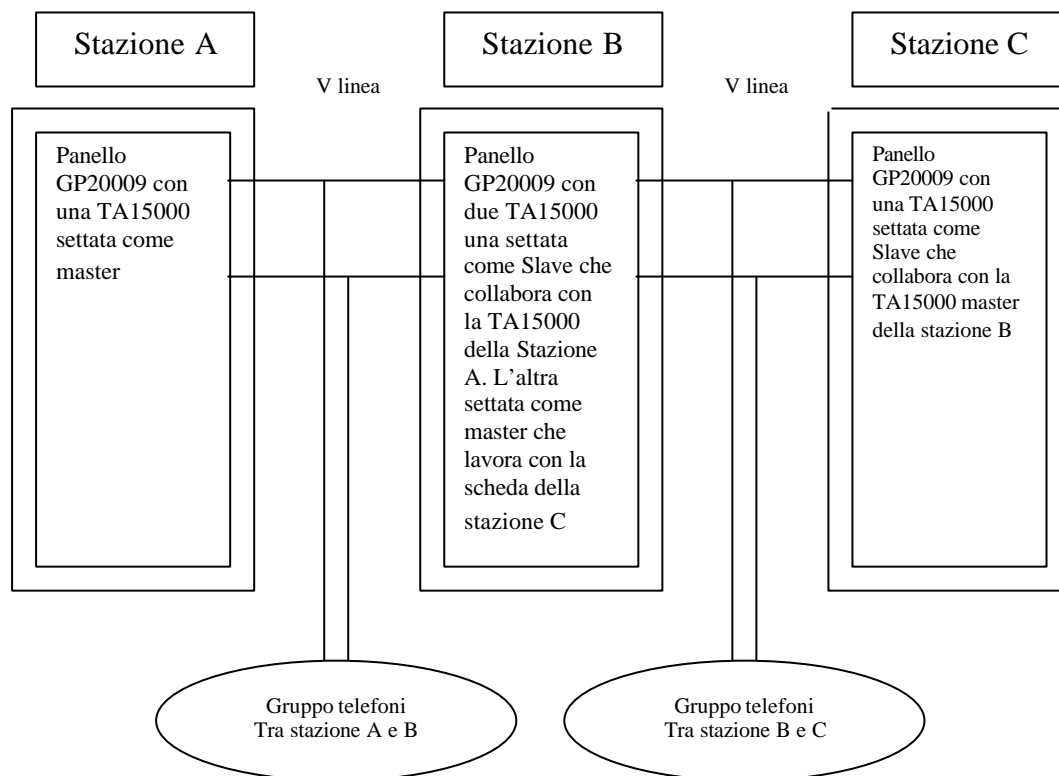 Stazione A
Stazione B
Stazione C
V linea
V linea
Panello
GP20009 con
una TA15000
settata come
master
Panello
GP20009 con
due TA15000
una settata
come Slave che
collabora con
la TA15000
della Stazione
A. L'altra
settata come
master che
lavora con la
scheda della
stazione C
Panello
GP20009 con
una TA15000
settata come
Slave che
collabora con la
TA15000 master
della stazione B
Gruppo telefoni
Tra stazione A e B
Gruppo telefoni
Tra stazione B e C